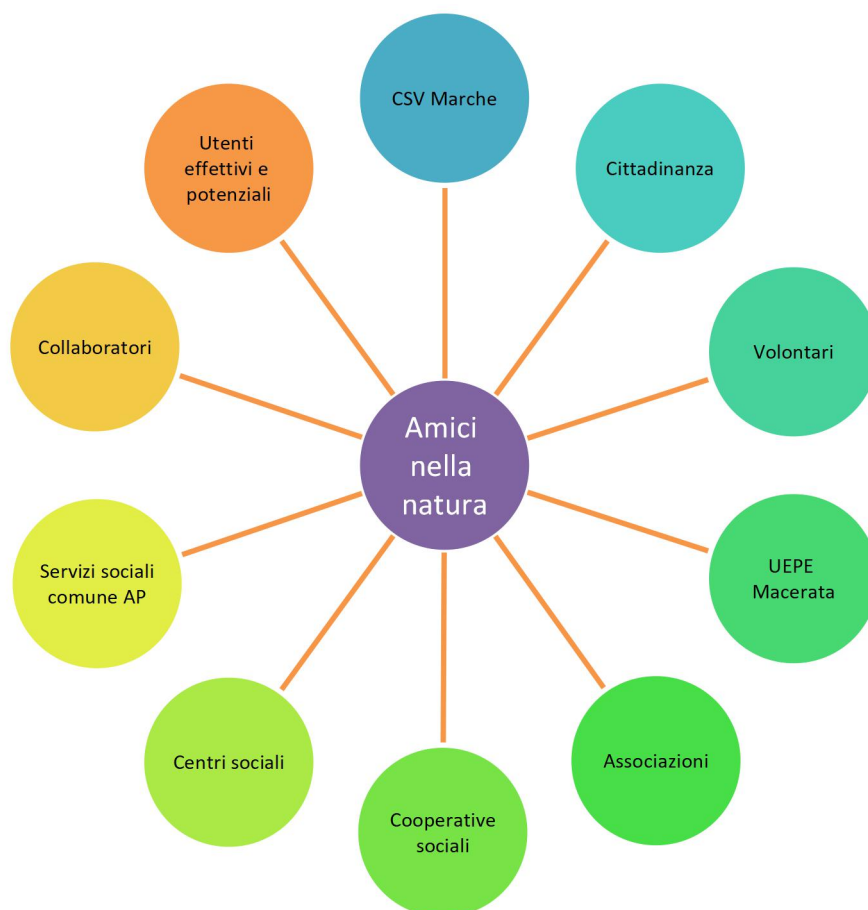 CSV Marche
Cittadinanza
Volontari
UEPE
Macerata
Associazioni
Cooperative
sociali
Centri sociali
Servizi sociali
comune AP
Collaboratori
Utenti
effettivi e
potenziali
Amici
nella
natura